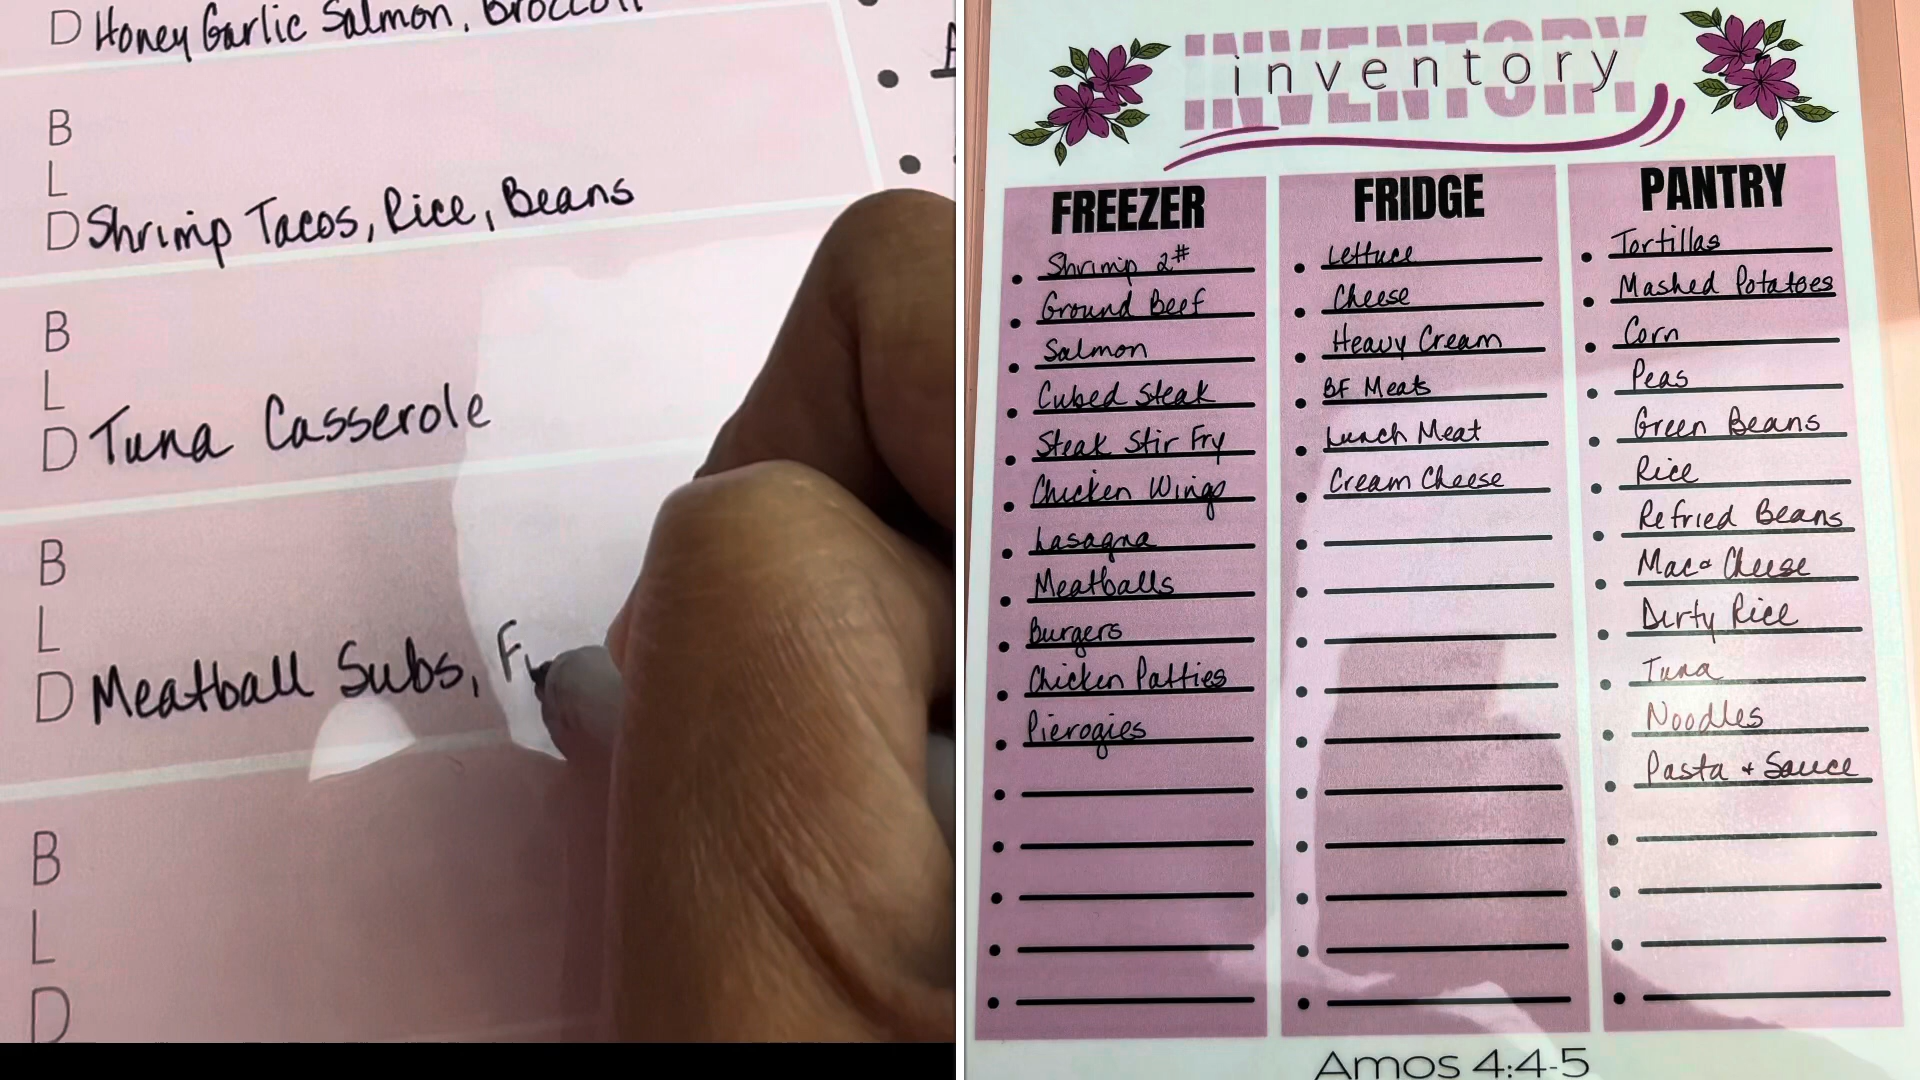 D Honey Garlic Salmon, Broccoli
B
L
D Shrimp Tacos, Rice, Beans
B
L
D Tuna Casserole
B
L
D Meatball Subs,
B
L
D
INVENTORY
inventory
FREEZER
Shrimp 2#
Ground Beef
Salmon
Cubed Steak
Steak Stir Fry
Chicken Wings
Lasagna
Meatballs
Burgers
Chicken Patties
Pierogies
FRIDGE
Lettuce
Cheese
Heavy Cream
BF Meats
Lunch Meat
Cream Cheese
PANTRY
Tortillas
Mashed Potatoes
Corn
Peas
Green Beans
Rice
Refried Beans
Mac & Cheese
Dirty Rice
Tuna
Noodles
Pasta + Sauce
Amos 4:4-5